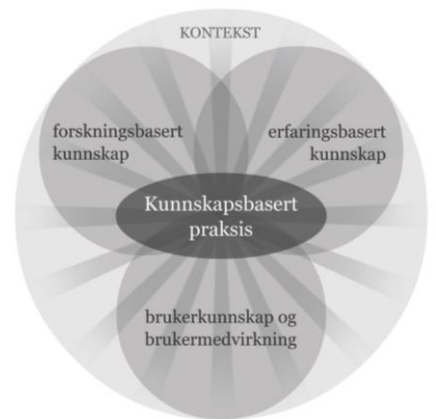 KONTEKST
forskningsbasert
kunnskap
erfaringsbasert
kunnskap
Kunnskapsbasert
praksis
brukerkunnskap og
brukermedvirkning